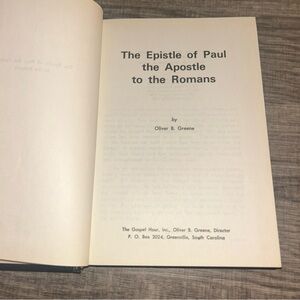 The Epistle of Paul
the Apostle
to the Romans
by
Oliver B. Greene
The Gospel Hour, Inc., Oliver B. Greene, Director
P. O. Box 2024, Greenville, South Carolina